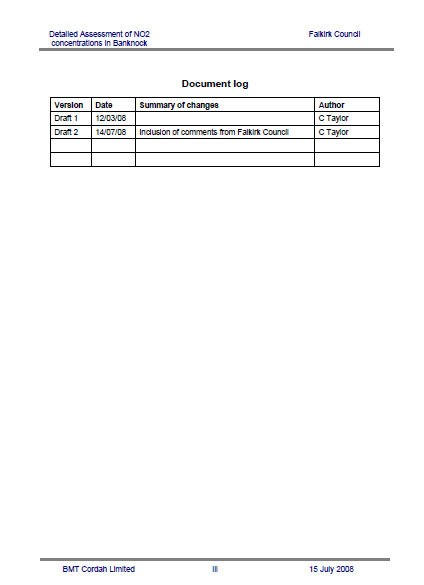 Detailed Assessment of NO2 Falkirk Council
concentrations in Banknock
Document log
Version Date Summary of changes Author
Draft 1 12/03/08 C Taylor
Draft 2 14/07/08 Inclusion of comments from Falkirk Council C Taylor
BMT Cordah Limited iii 15 July 2008